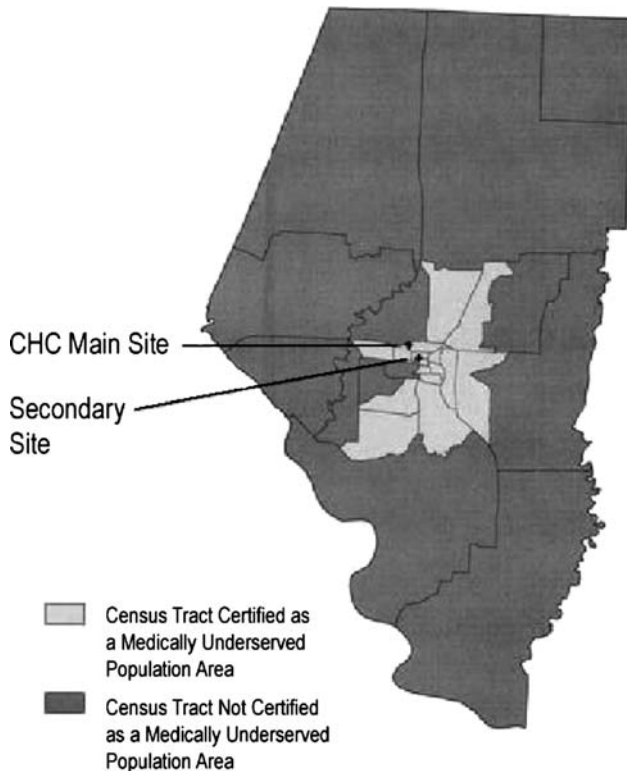 CHC Main Site
Secondary
Site
Census Tract Certified as
a Medically Underserved
Population Area
Census Tract Not Certified
as a Medically Underserved
Population Area